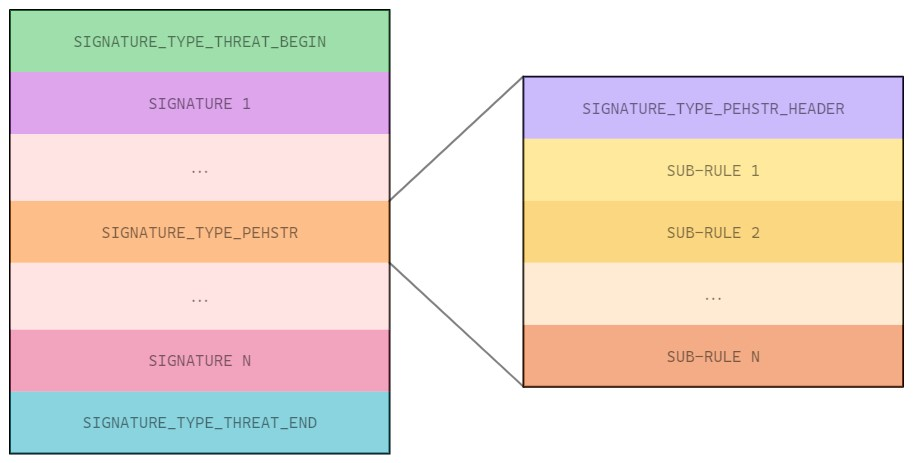 SIGNATURE_TYPE_THREAT_BEGIN
SIGNATURE 1
...
SIGNATURE_TYPE_PEHSTR
...
SIGNATURE N
SIGNATURE_TYPE_THREAT_END
SIGNATURE_TYPE_PEHSTR_HEADER
SUB-RULE 1
SUB-RULE 2
...
SUB-RULE N